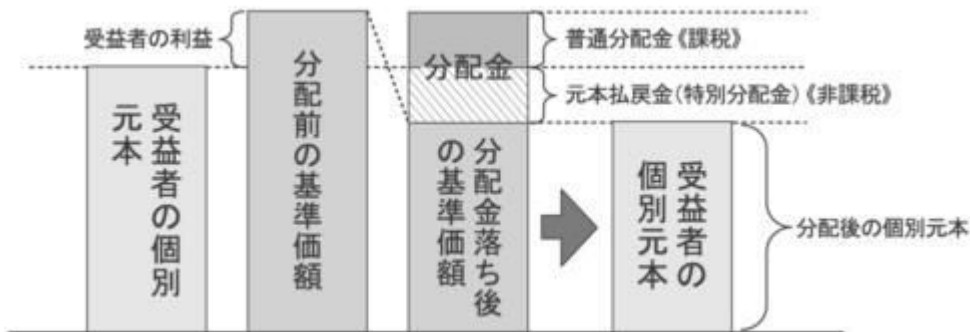 受益者の利益
受益者の個別
元本
分配前の基準価額
分配金
分配金落ち後
の基準価額
普通分配金《課税》
元本払戻金(特別分配金)《非課税》
受益者の
個別元本
分配後の個別元本